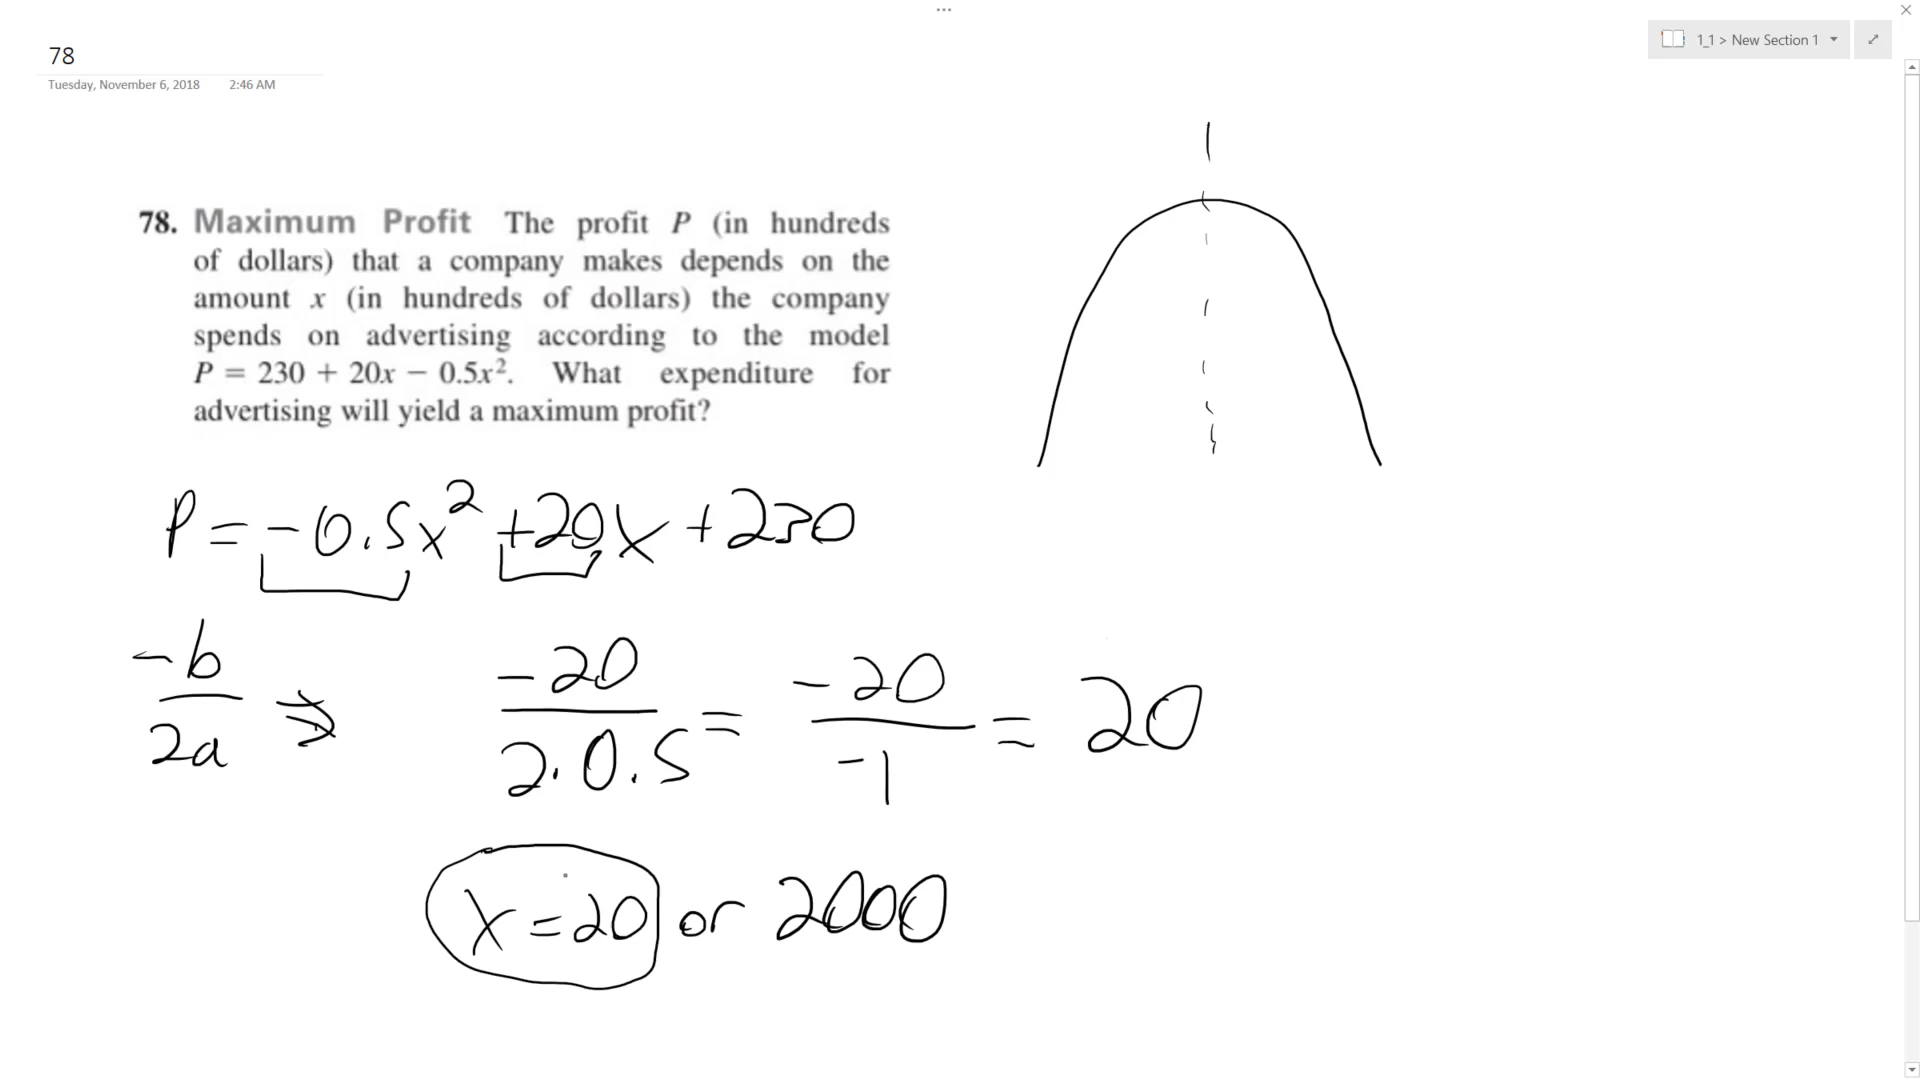 ...
1_1 > New Section 1
78
Tuesday, November 6, 2018 2:46 AM
78. Maximum Profit The profit P (in hundreds
of dollars) that a company makes depends on the
amount x (in hundreds of dollars) the company
spends on advertising according to the model
P = 230 + 20x − 0.5x². What expenditure for
advertising will yield a maximum profit?
P = -0.5x² +20x +230
-b/2a ⇒ -20/2·0.5 = -20/-1 = 20
x=20 or 2000